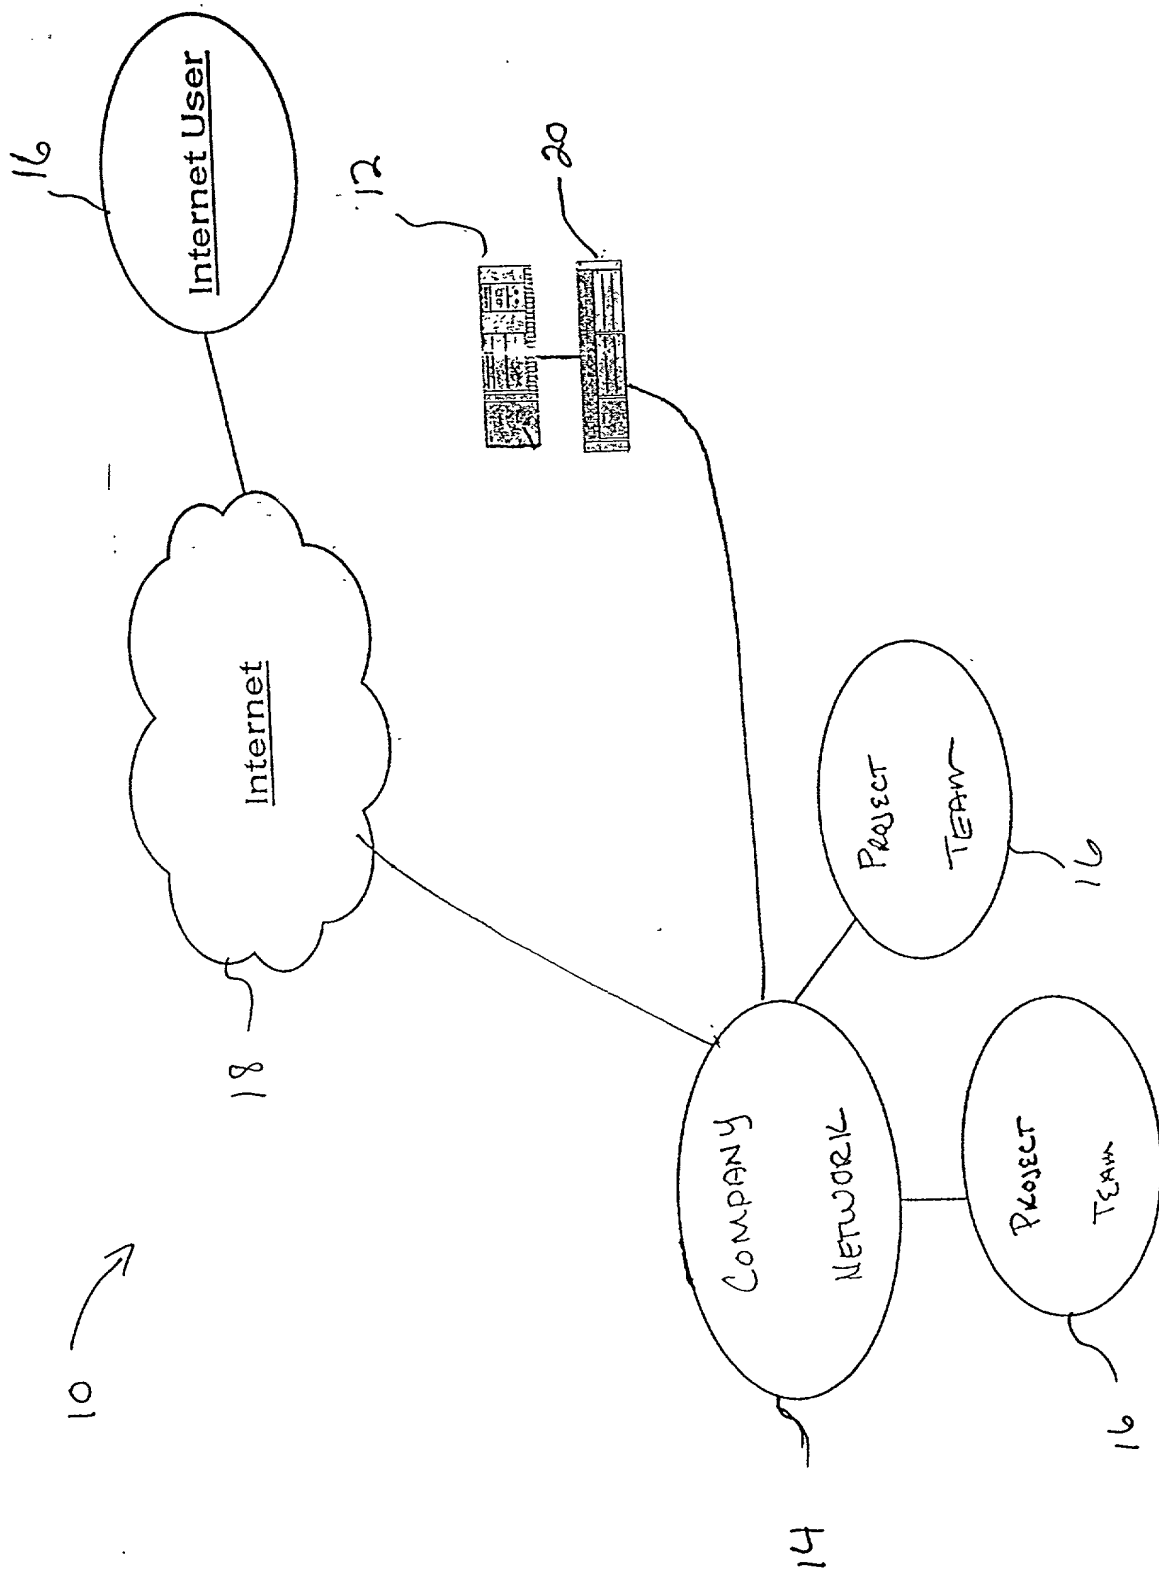 10
18
Internet
16
Internet User
12
20
14
COMPANY
NETWORK
PROJECT
TEAM
16
PROJECT
TEAM
16